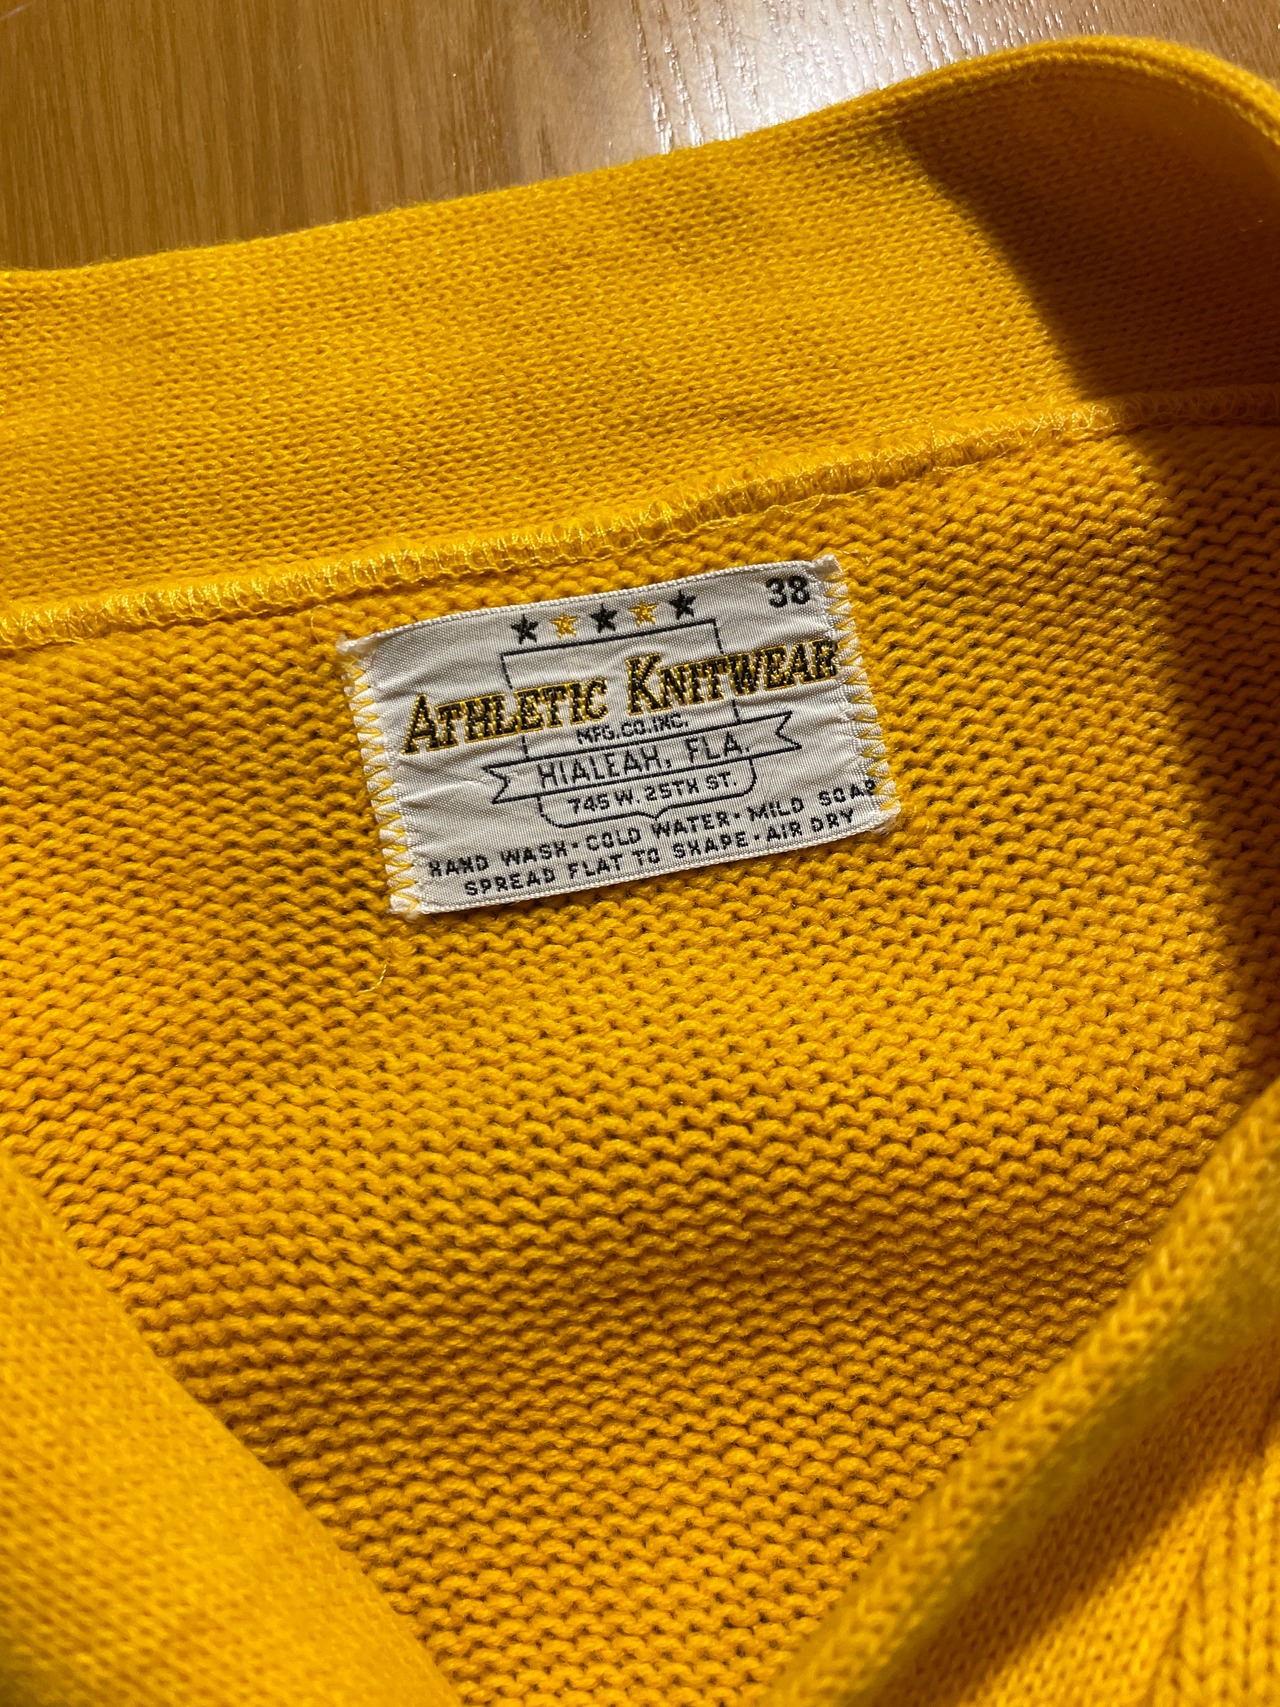 38
ATHLETIC KNITWEAR
MFG.CO.INC.
HIALEAH, FLA.
745 W. 25TH ST.
HAND WASH · COLD WATER · MILD SOAP
SPREAD FLAT TO SHAPE · AIR DRY